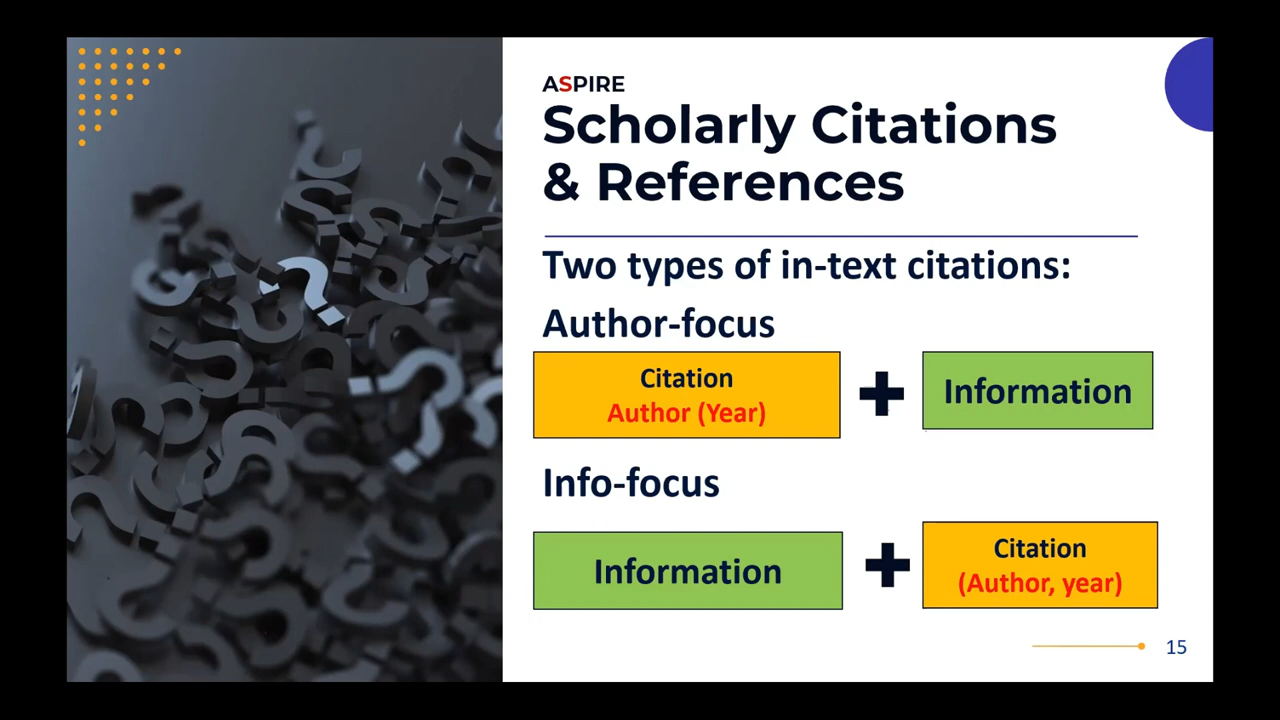 ASPIRE
Scholarly Citations
& References
Two types of in-text citations:
Author-focus
Citation
Author (Year)
+
Information
Info-focus
Information
+
Citation
(Author, year)
15